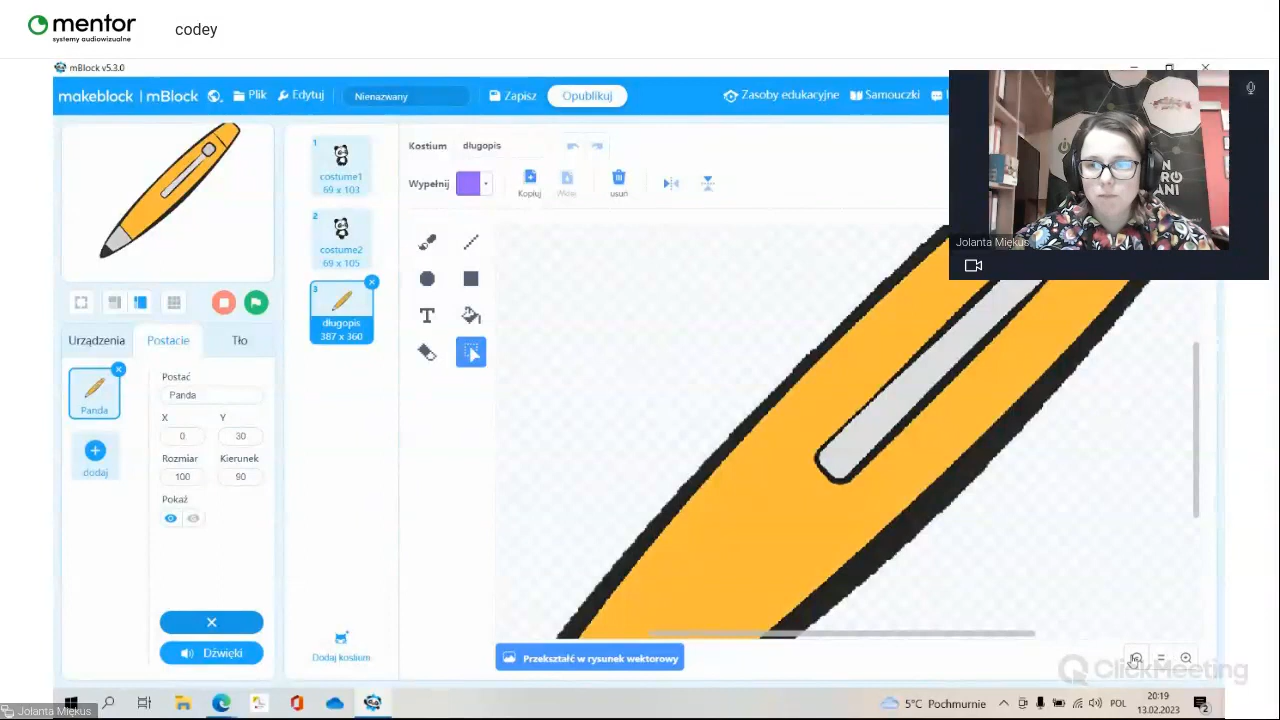 mentor
systemy audiowizualne
codey
mBlock v5.3.0
makeblock | mBlock
Plik
Edytuj
Nienazwany
Zapisz
Opublikuj
Zasoby edukacyjne
Samouczki
Kostium
długopis
Wypełnij
Kopiuj
usuń
1
costume1
69 x 103
2
costume2
69 x 105
3
długopis
387 x 360
Dodaj kostium
Urządzenia
Postacie
Tło
Panda
dodaj
Postać
Panda
X
Y
0
30
Rozmiar
Kierunek
100
90
Pokaż
Dźwięki
T
Przekształć w rysunek wektorowy
Jolanta Miękus
ClickMeeting
5°C Pochmurnie
POL
20:19
13.02.2023
2
Jolanta Miękus